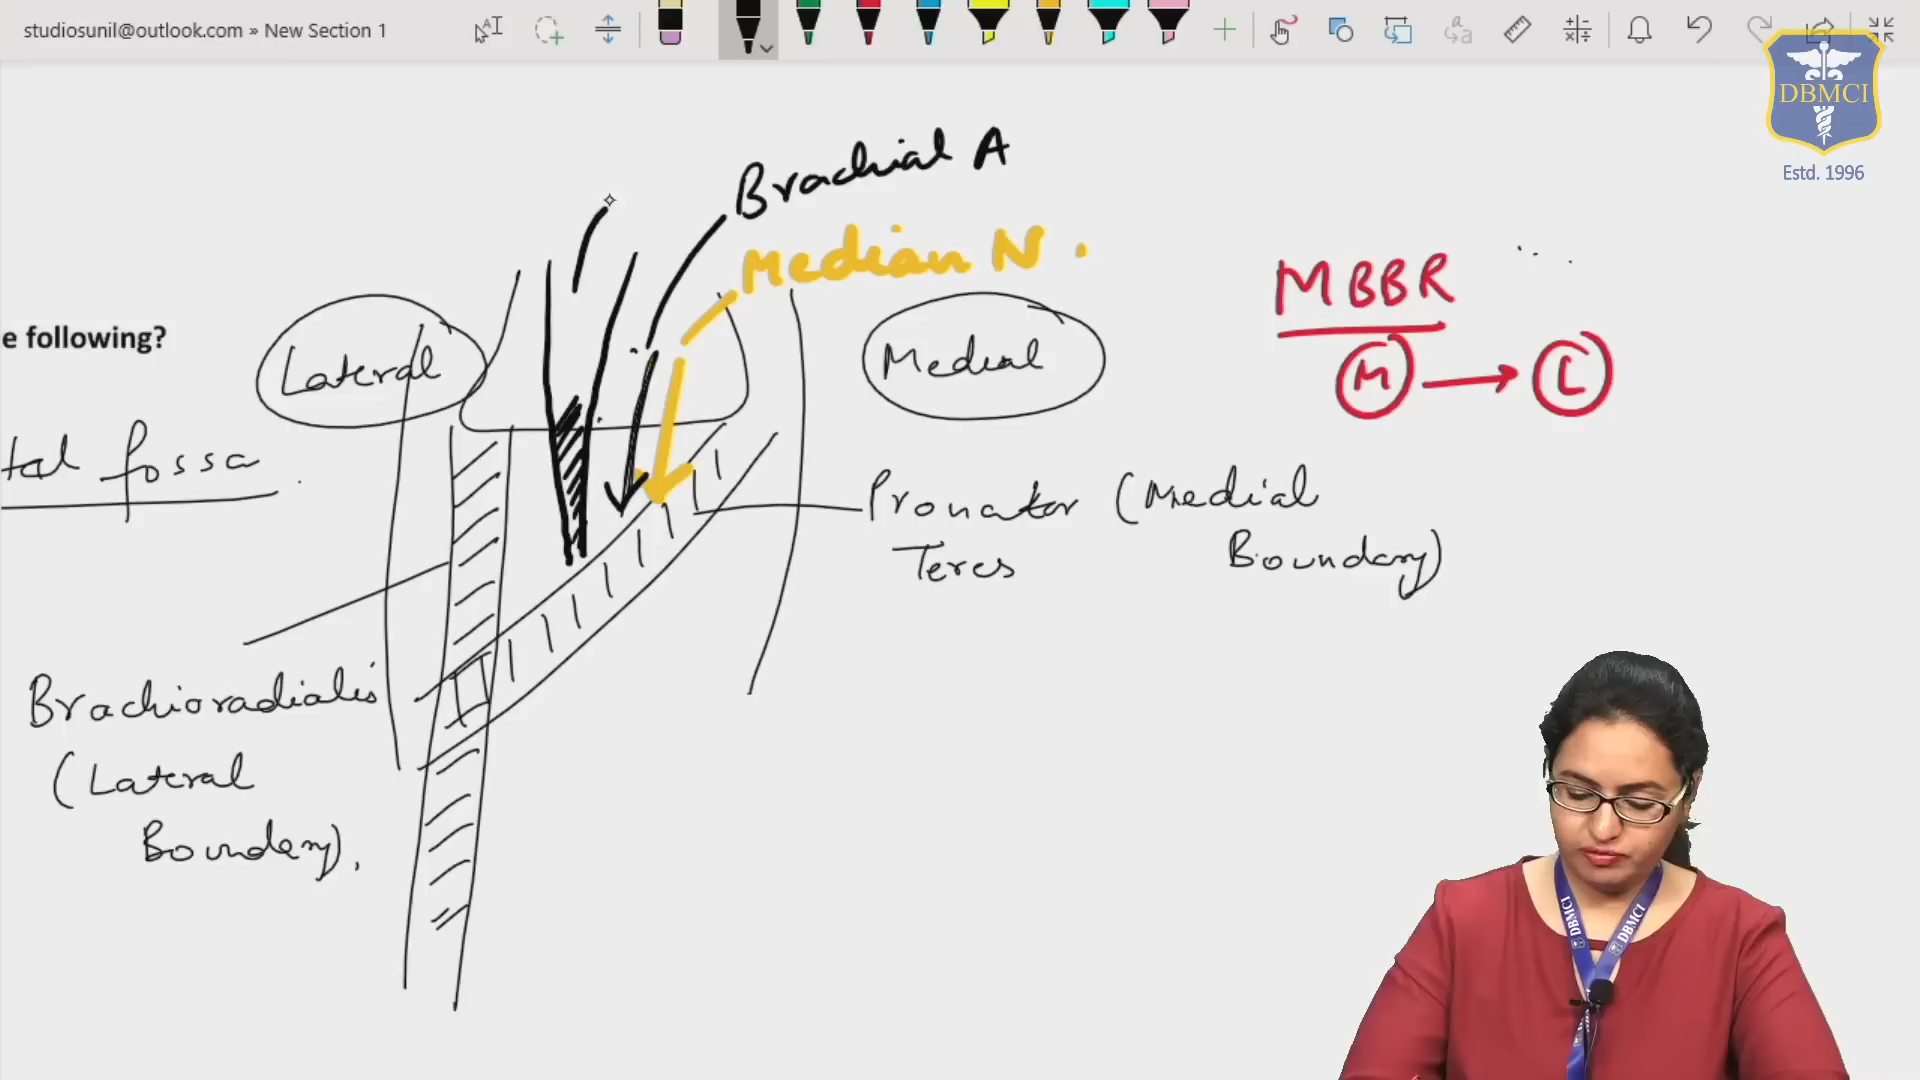 studiosunil@outlook.com » New Section 1
DBMCI
Estd. 1996
Brachial A
Median N.
MBBR
M → L
e following?
Lateral
Medial
tal fossa
Pronator (Medial
Teres Boundary)
Brachioradialis
(Lateral
Boundary),
DBMCI
DBMCI